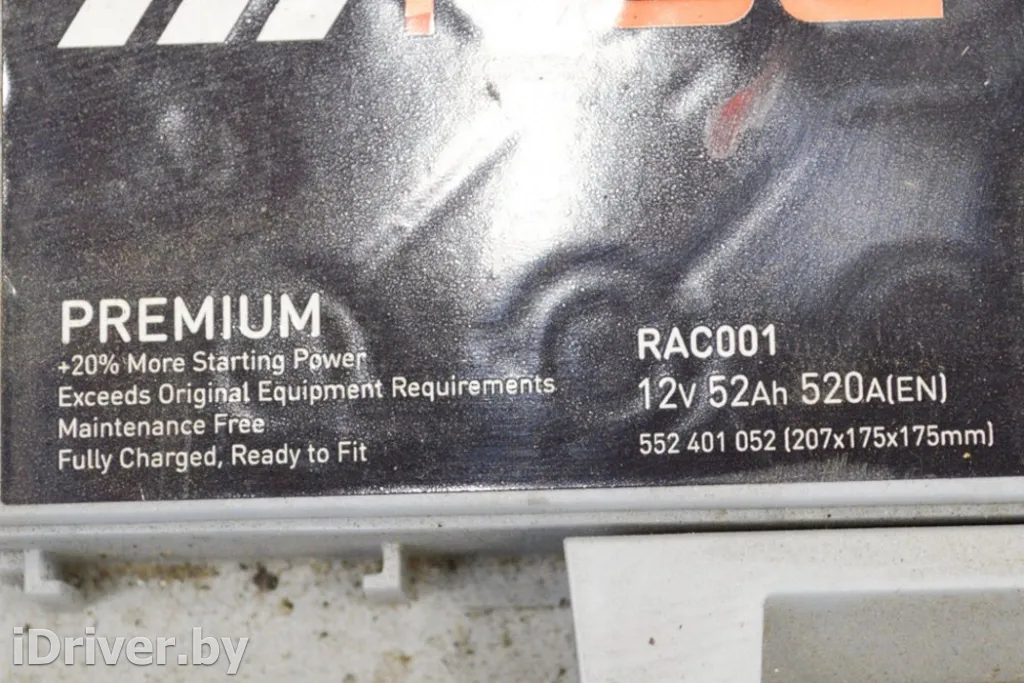 PREMIUM
+20% More Starting Power
Exceeds Original Equipment Requirements
Maintenance Free
Fully Charged, Ready to Fit
RAC001
12V 52Ah 520A(EN)
552 401 052 (207x175x175mm)
iDriver.by